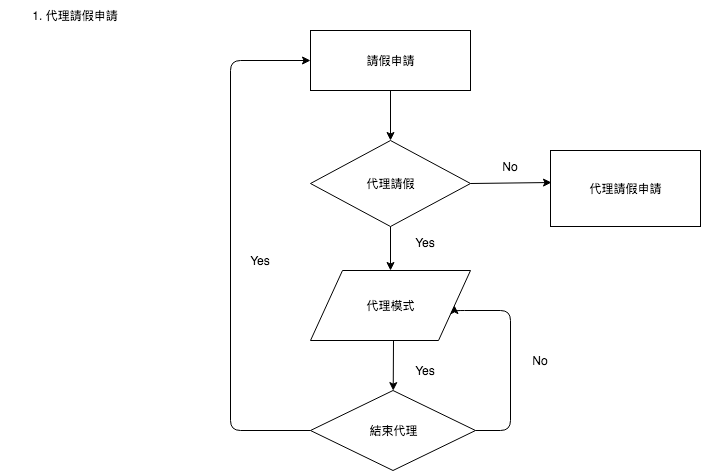 1. 代理請假申請
請假申請
代理請假
No
代理請假申請
Yes
Yes
代理模式
Yes
No
結束代理